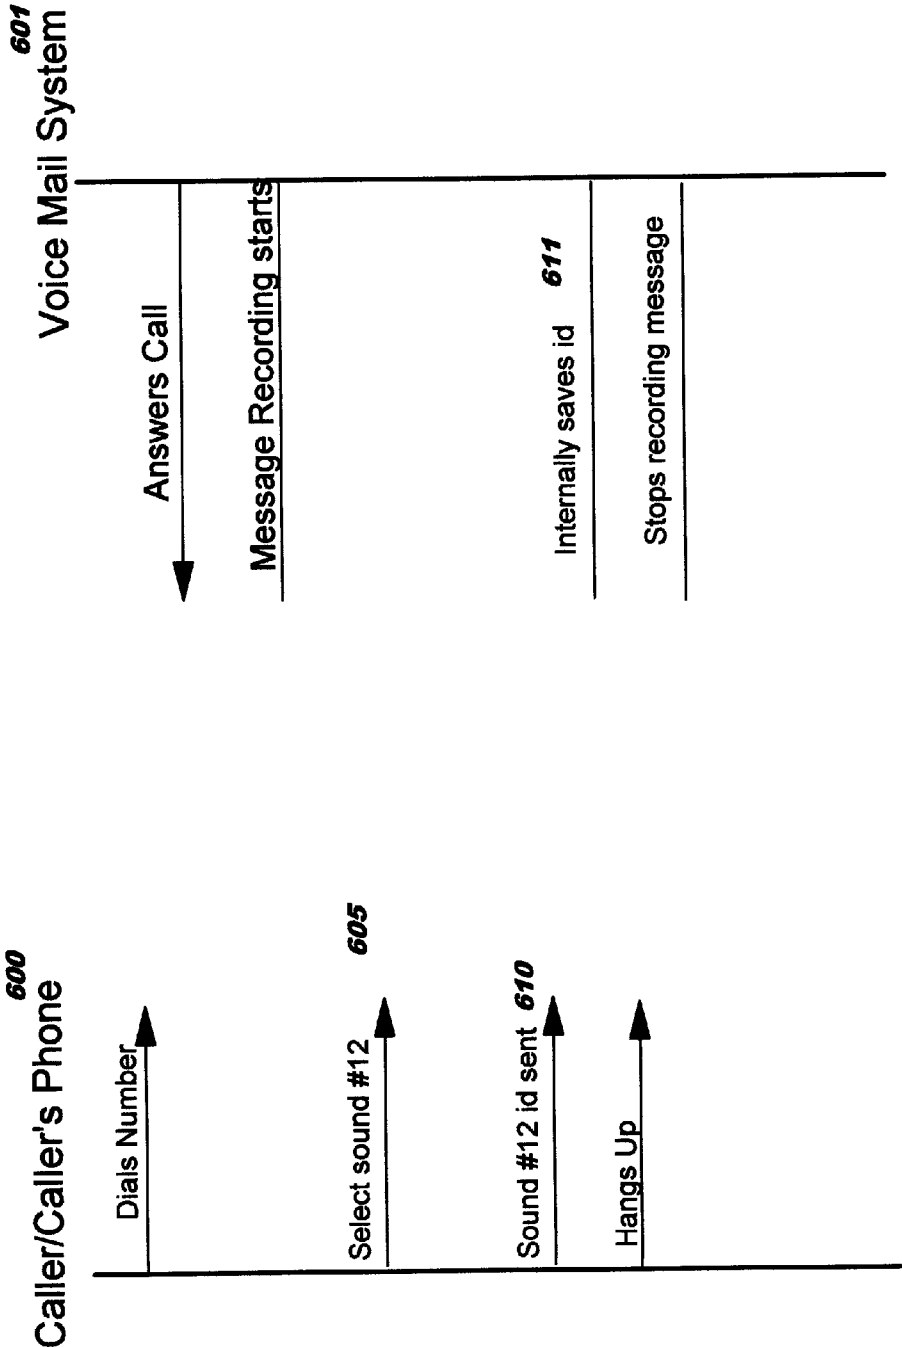 600
Caller/Caller's Phone
601
Voice Mail System
Dials Number
Answers Call
Message Recording starts
Select sound #12 605
Sound #12 id sent 610
Internally saves id 611
Hangs Up
Stops recording message